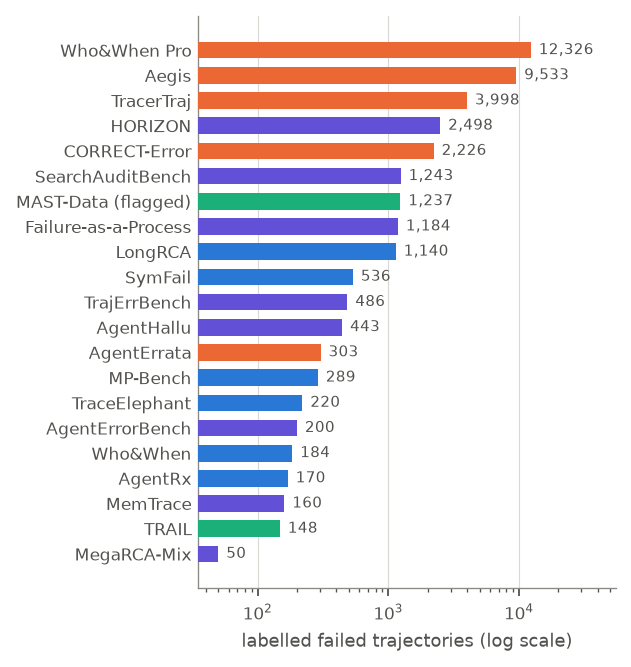 Who&When Pro 12,326
Aegis 9,533
TracerTraj 3,998
HORIZON 2,498
CORRECT-Error 2,226
SearchAuditBench 1,243
MAST-Data (flagged) 1,237
Failure-as-a-Process 1,184
LongRCA 1,140
SymFail 536
TrajErrBench 486
AgentHallu 443
AgentErrata 303
MP-Bench 289
TraceElephant 220
AgentErrorBench 200
Who&When 184
AgentRx 170
MemTrace 160
TRAIL 148
MegaRCA-Mix 50
10² 10³ 10⁴
labelled failed trajectories (log scale)